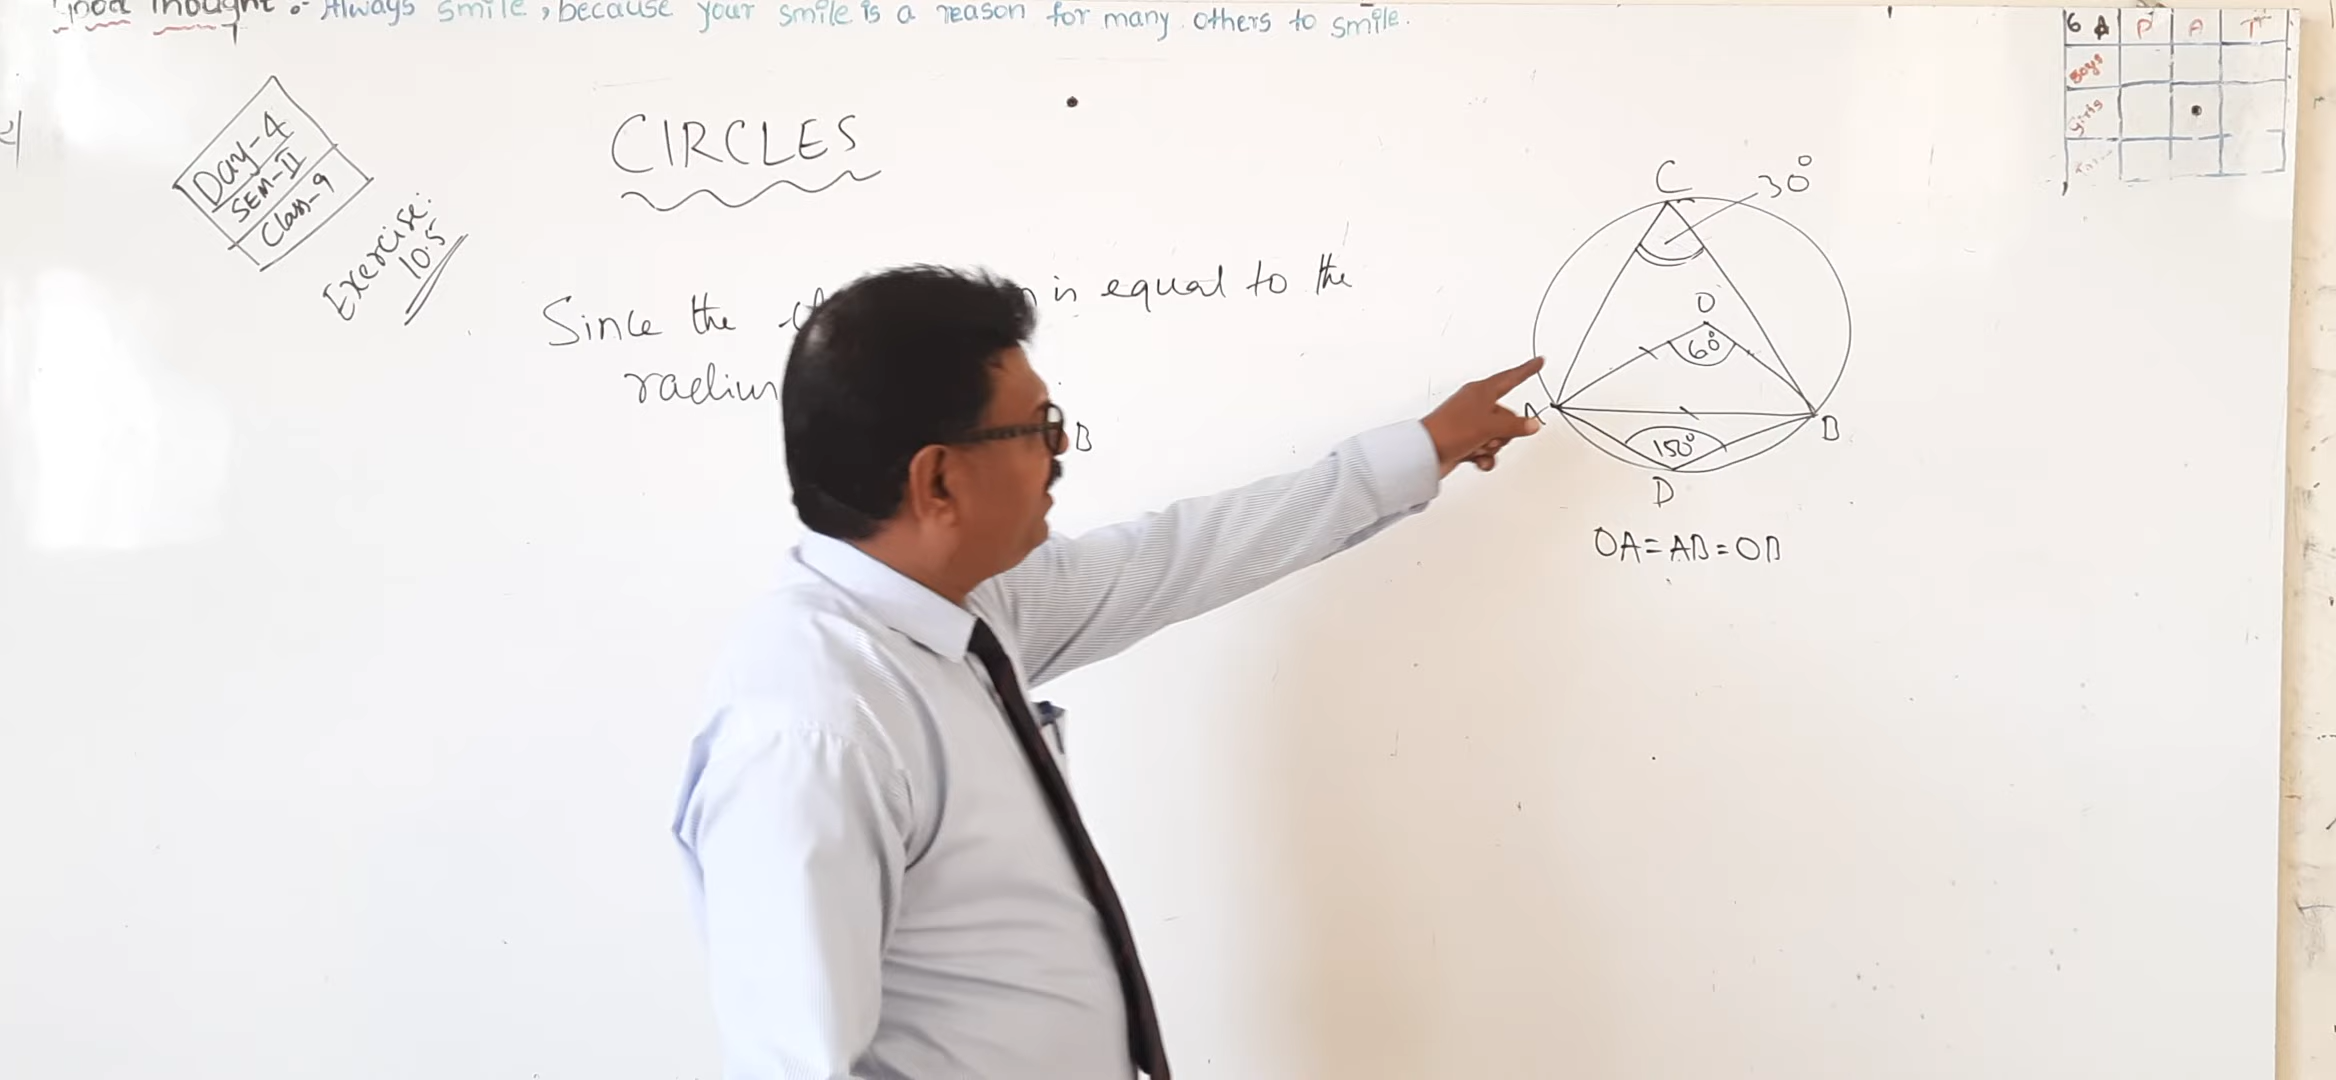 Good Thought :- Always smile, because your smile is a reason for many others to smile.
6 A P A T
Boys
Girls
Day-4
SEM-II
Class-9
Exercise:
10.5
CIRCLES
Since the is equal to the
radius
B
C
30°
O
60°
A
B
150°
D
OA=AB=OB